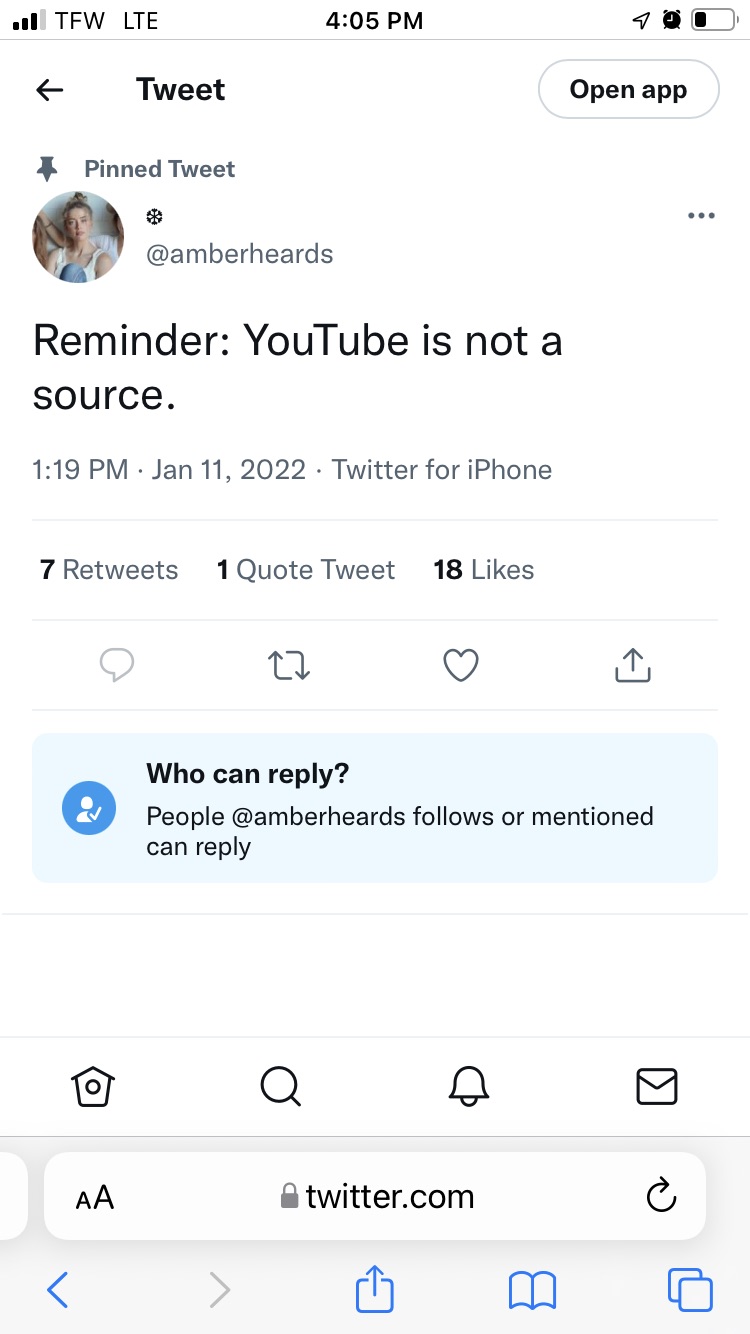 TFW LTE 4:05 PM
Tweet Open app
Pinned Tweet
❄
@amberheards
Reminder: YouTube is not a
source.
1:19 PM · Jan 11, 2022 · Twitter for iPhone
7 Retweets 1 Quote Tweet 18 Likes
Who can reply?
People @amberheards follows or mentioned
can reply
AA twitter.com